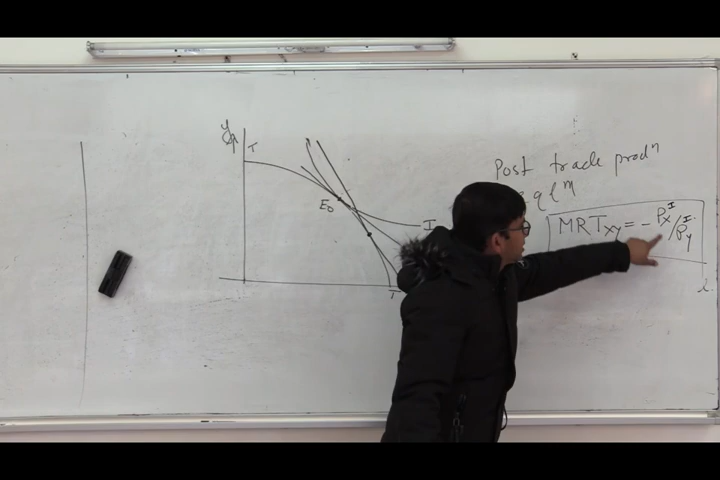 Y
T
E₀
I
T
Post trade prodⁿ
eqlᵐ
MRTxy = - Pxᴵ/Pyᴵ